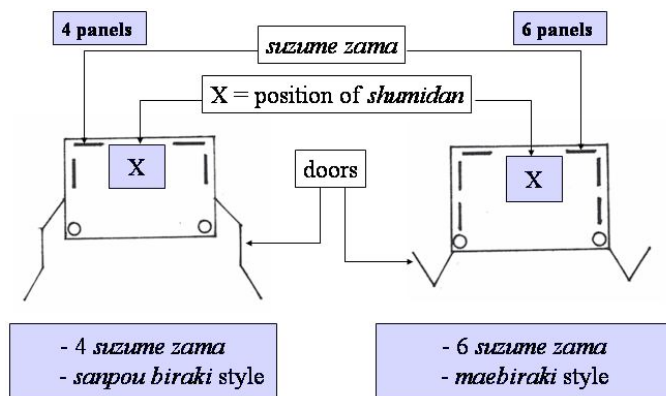 4 panels
6 panels
suzume zama
X = position of shumidan
X
X
doors
- 4 suzume zama
- sanpou biraki style
- 6 suzume zama
- maebiraki style